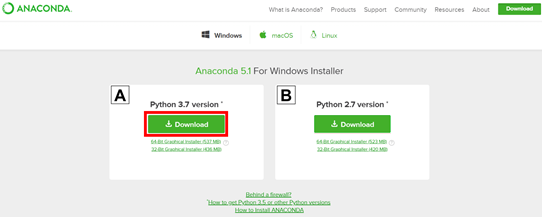 ANACONDA.
What is Anaconda? Products Support Community Resources About Download
Windows macOS Linux
Anaconda 5.1 For Windows Installer
A
B
Python 3.7 version *
Download
64-Bit Graphical Installer (537 MB) ?
32-Bit Graphical Installer (436 MB)
Python 2.7 version *
Download
64-Bit Graphical Installer (523 MB) ?
32-Bit Graphical Installer (420 MB)
Behind a firewall?
*How to get Python 3.5 or other Python versions
How to Install ANACONDA